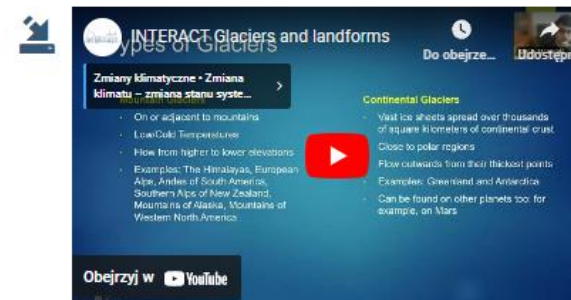 INTERACT Glaciers and landforms
Types of Glaciers
Do obejrze...
Udostępn
Zmiany klimatyczne • Zmiana
klimatu – zmiana stanu syste...
Mountain Glaciers
On or adjacent to mountains
Low/Cold Temperatures
Flow from higher to lower elevations
Examples: The Himalayas, European
Alps, Andes of South America,
Southern Alps of New Zealand,
Mountains of Alaska, Mountains of
Western North America
Continental Glaciers
Vast ice sheets spread over thousands
of square kilometers of continental crust
Close to polar regions
Flow outwards from their thickest points
Examples: Greenland and Antarctica
Can be found on other planets too: for
example, on Mars
Obejrzyj w YouTube